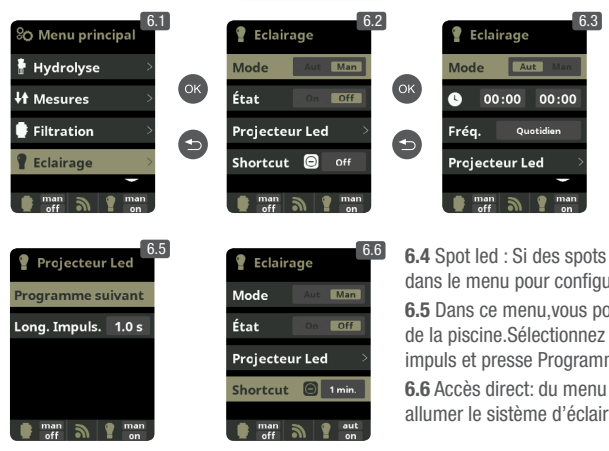 6.1
Menu principal
Hydrolyse >
Mesures >
Filtration >
Eclairage >
man off man on
OK
6.2
Eclairage
Mode Aut Man
État On Off
Projecteur Led >
Shortcut Off
man off man on
OK
6.3
Eclairage
Mode Aut Man
00:00 00:00
Fréq. Quotidien
Projecteur Led >
man off man on
6.5
Projecteur Led
Programme suivant
Long. Impuls. 1.0 s
man off man on
6.6
Eclairage
Mode Aut Man
État On Off
Projecteur Led >
Shortcut 1 min.
man off aut on
6.4 Spot led : Si des spots
dans le menu pour configu
6.5 Dans ce menu,vous po
de la piscine.Sélectionnez
impuls et presse Programm
6.6 Accès direct: du menu
allumer le sistème d'éclair